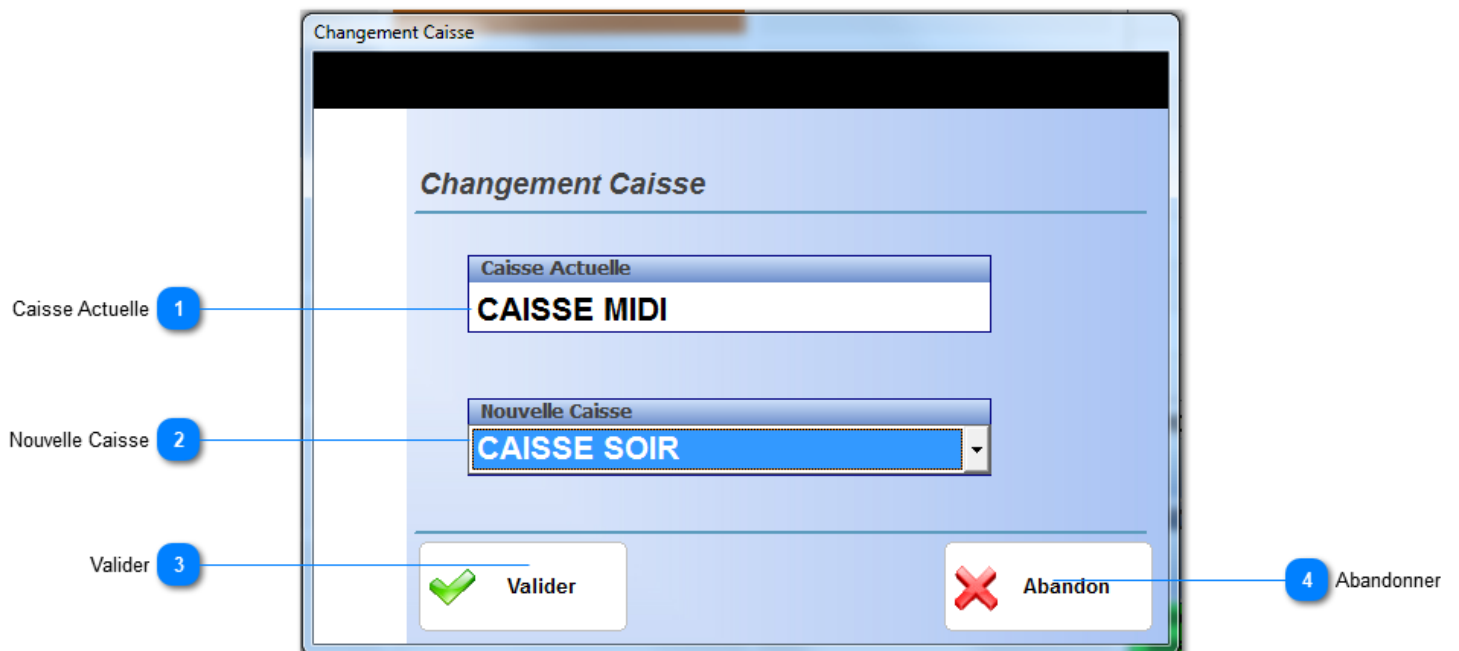 Changement Caisse
Changement Caisse
Caisse Actuelle
Caisse Actuelle 1
CAISSE MIDI
Nouvelle Caisse
Nouvelle Caisse 2
CAISSE SOIR
Valider 3
Valider
Abandon
4 Abandonner